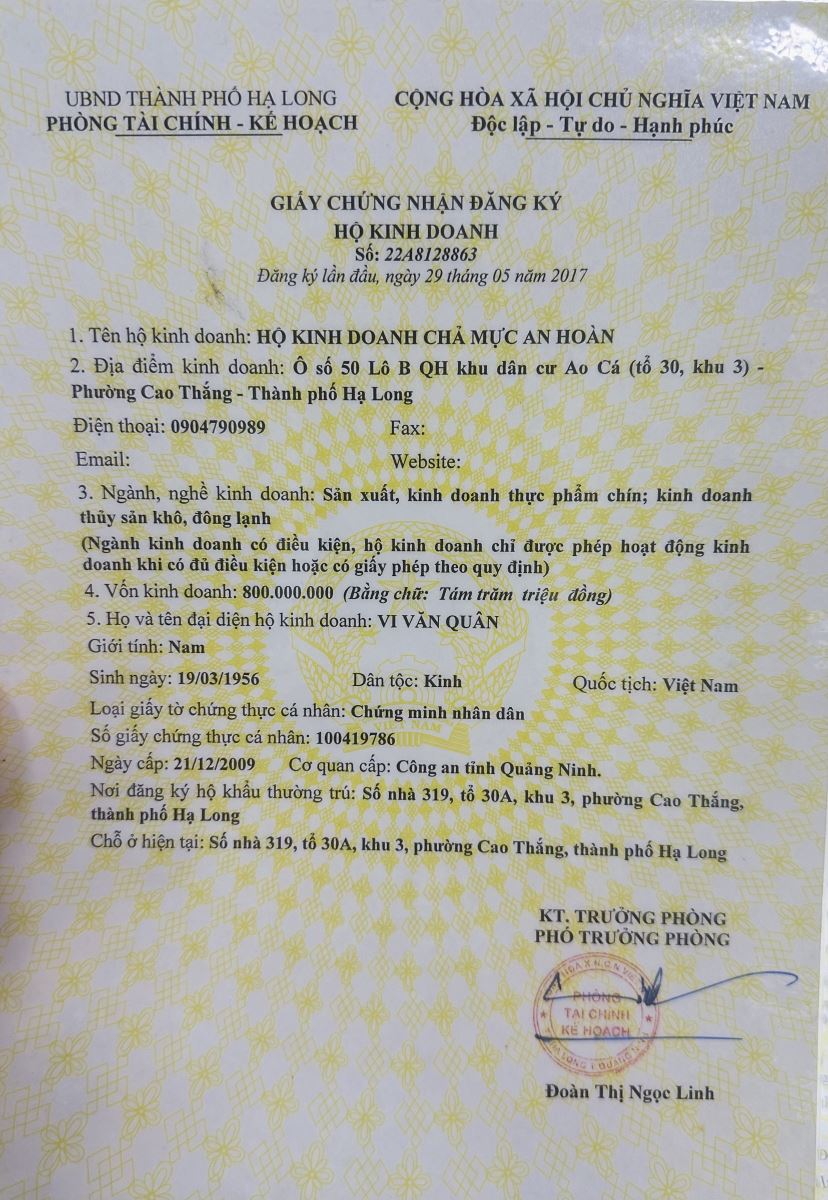 UBND THÀNH PHỐ HẠ LONG
PHÒNG TÀI CHÍNH - KẾ HOẠCH
CỘNG HÒA XÃ HỘI CHỦ NGHĨA VIỆT NAM
Độc lập - Tự do - Hạnh phúc
GIẤY CHỨNG NHẬN ĐĂNG KÝ
HỘ KINH DOANH
Số: 22A8128863
Đăng ký lần đầu, ngày 29 tháng 05 năm 2017
1. Tên hộ kinh doanh: HỘ KINH DOANH CHẢ MỰC AN HOÀN
2. Địa điểm kinh doanh: Ô số 50 Lô B QH khu dân cư Ao Cá (tổ 30, khu 3) -
Phường Cao Thắng - Thành phố Hạ Long
Điện thoại: 0904790989 Fax:
Email: Website:
3. Ngành, nghề kinh doanh: Sản xuất, kinh doanh thực phẩm chín; kinh doanh
thủy sản khô, đông lạnh
(Ngành kinh doanh có điều kiện, hộ kinh doanh chỉ được phép hoạt động kinh
doanh khi có đủ điều kiện hoặc có giấy phép theo quy định)
4. Vốn kinh doanh: 800.000.000 (Bằng chữ: Tám trăm triệu đồng)
5. Họ và tên đại diện hộ kinh doanh: VI VĂN QUÂN
Giới tính: Nam
Sinh ngày: 19/03/1956 Dân tộc: Kinh Quốc tịch: Việt Nam
Loại giấy tờ chứng thực cá nhân: Chứng minh nhân dân
Số giấy chứng thực cá nhân: 100419786
Ngày cấp: 21/12/2009 Cơ quan cấp: Công an tỉnh Quảng Ninh.
Nơi đăng ký hộ khẩu thường trú: Số nhà 319, tổ 30A, khu 3, phường Cao Thắng,
thành phố Hạ Long
Chỗ ở hiện tại: Số nhà 319, tổ 30A, khu 3, phường Cao Thắng, thành phố Hạ Long
KT. TRƯỞNG PHÒNG
PHÓ TRƯỞNG PHÒNG
PHÒNG
TÀI CHÍNH
KẾ HOẠCH
Đoàn Thị Ngọc Linh